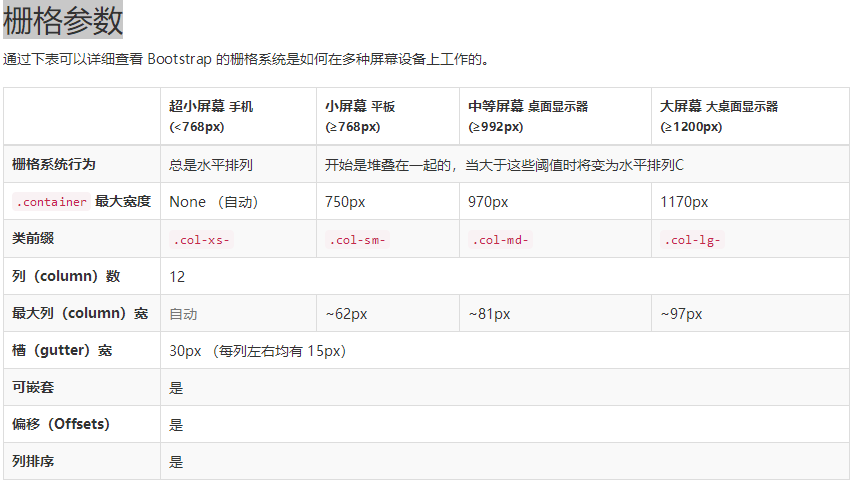 栅格参数
通过下表可以详细查看 Bootstrap 的栅格系统是如何在多种屏幕设备上工作的。
超小屏幕 手机 (<768px)
小屏幕 平板 (≥768px)
中等屏幕 桌面显示器 (≥992px)
大屏幕 大桌面显示器 (≥1200px)
栅格系统行为 总是水平排列 开始是堆叠在一起的，当大于这些阈值时将变为水平排列C
.container 最大宽度 None （自动） 750px 970px 1170px
类前缀 .col-xs- .col-sm- .col-md- .col-lg-
列（column）数 12
最大列（column）宽 自动 ~62px ~81px ~97px
槽（gutter）宽 30px （每列左右均有 15px）
可嵌套 是
偏移（Offsets） 是
列排序 是